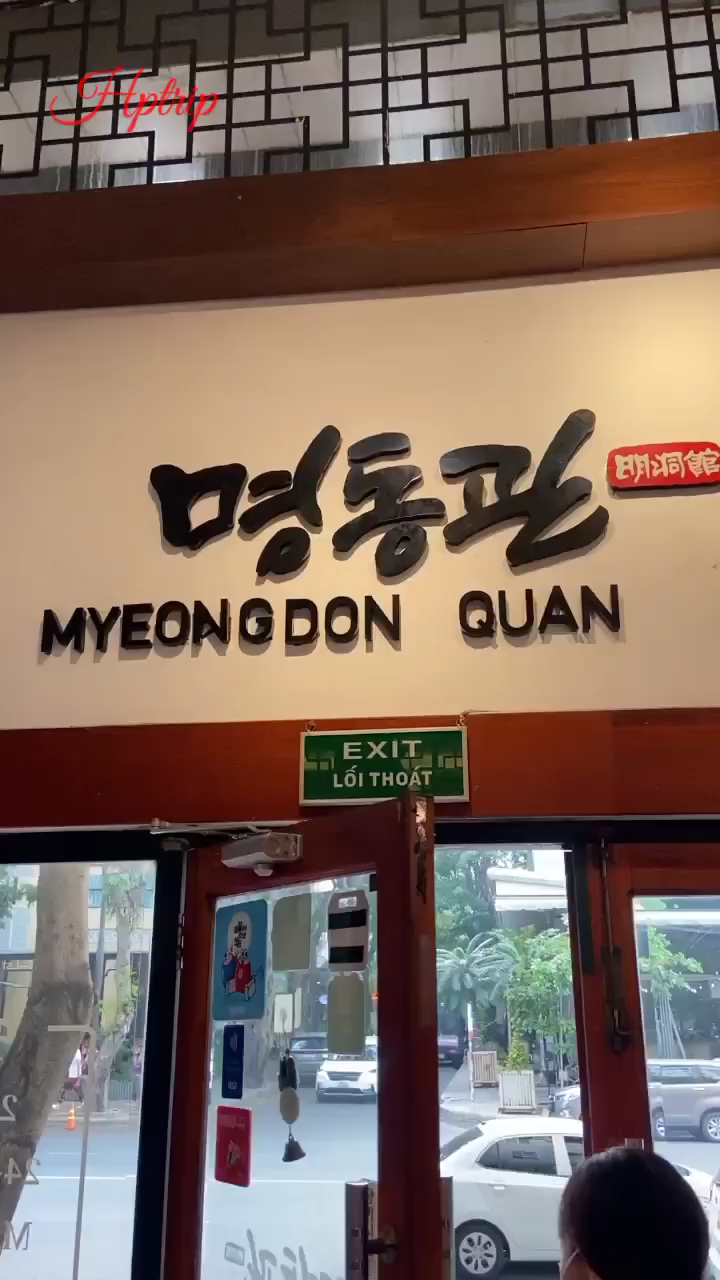 Hptrip
명동관 明洞館
MYEONGDON QUAN
EXIT
LỐI THOÁT